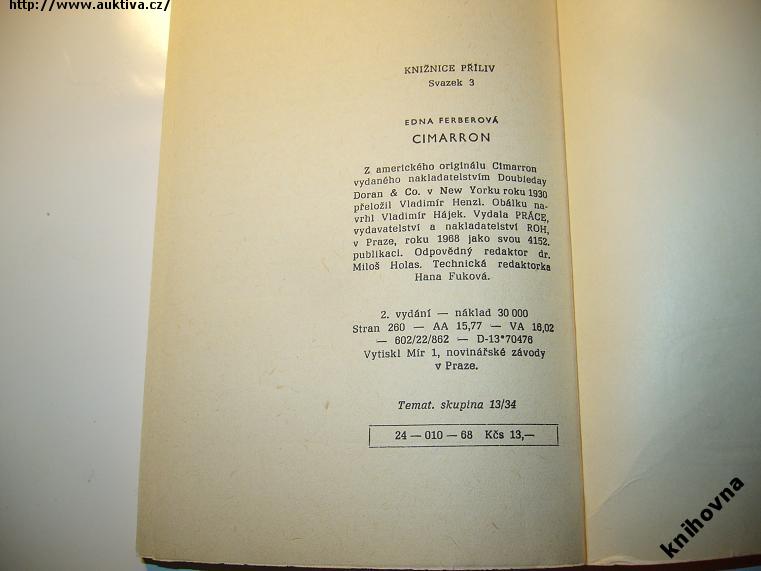 http://www.auktiva.cz/
KNIŽNICE PŘÍLIV
Svazek 3
EDNA FERBEROVÁ
CIMARRON
Z amerického originálu Cimarron
vydaného nakladatelstvím Doubleday
Doran & Co. v New Yorku roku 1930
přeložil Vladimír Henzl. Obálku na-
vrhl Vladimír Hájek. Vydala PRÁCE,
vydavatelství a nakladatelství ROH,
v Praze, roku 1968 jako svou 4152.
publikaci. Odpovědný redaktor dr.
Miloš Holas. Technická redaktorka
Hana Fuková.
2. vydání — náklad 30 000
Stran 260 — AA 15,77 — VA 16,02
— 602/22/862 — D-13*70476
Vytiskl Mír 1, novinářské závody
v Praze.
Temat. skupina 13/34
24 — 010 — 68 Kčs 13,—
knihovna